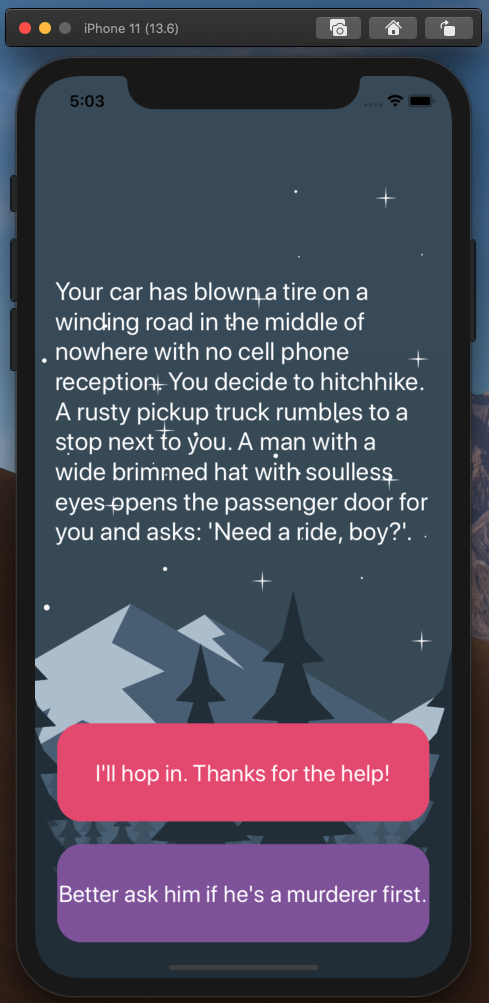 iPhone 11 (13.6)
5:03
Your car has blown a tire on a
winding road in the middle of
nowhere with no cell phone
reception. You decide to hitchhike.
A rusty pickup truck rumbles to a
stop next to you. A man with a
wide brimmed hat with soulless
eyes opens the passenger door for
you and asks: 'Need a ride, boy?'.
I'll hop in. Thanks for the help!
Better ask him if he's a murderer first.